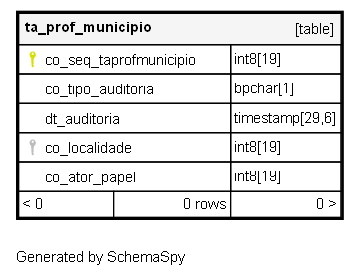 ta_prof_municipio [table]
co_seq_taprofmunicipio int8[19]
co_tipo_auditoria bpchar[1]
dt_auditoria timestamp[29,6]
co_localidade int8[19]
co_ator_papel int8[19]
< 0 0 rows 0 >
Generated by SchemaSpy